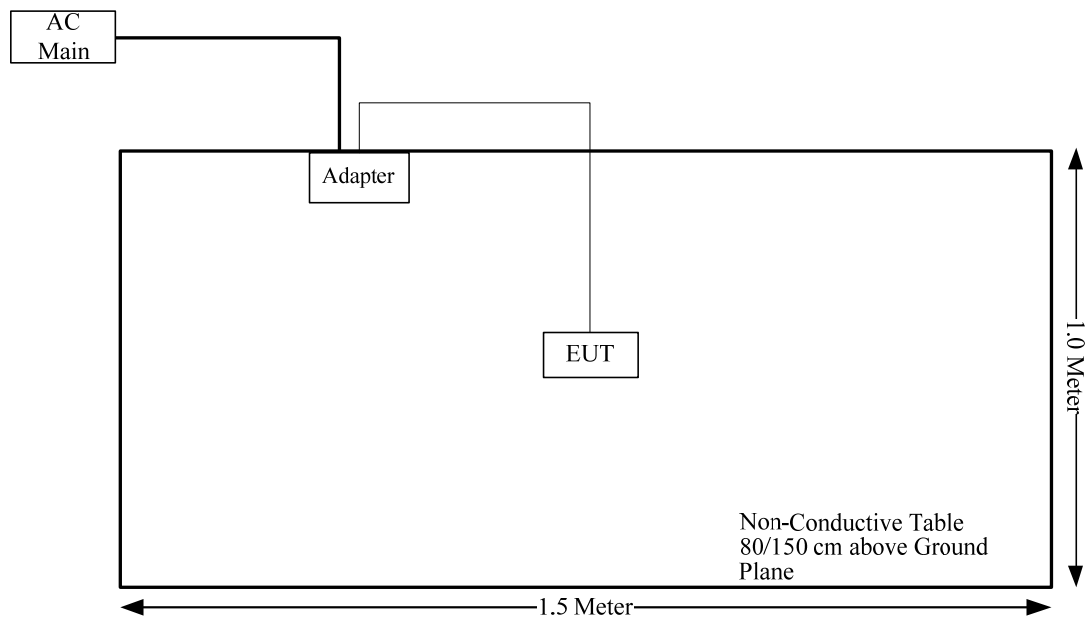 AC
Main
Adapter
EUT
1.0 Meter
Non-Conductive Table
80/150 cm above Ground
Plane
1.5 Meter